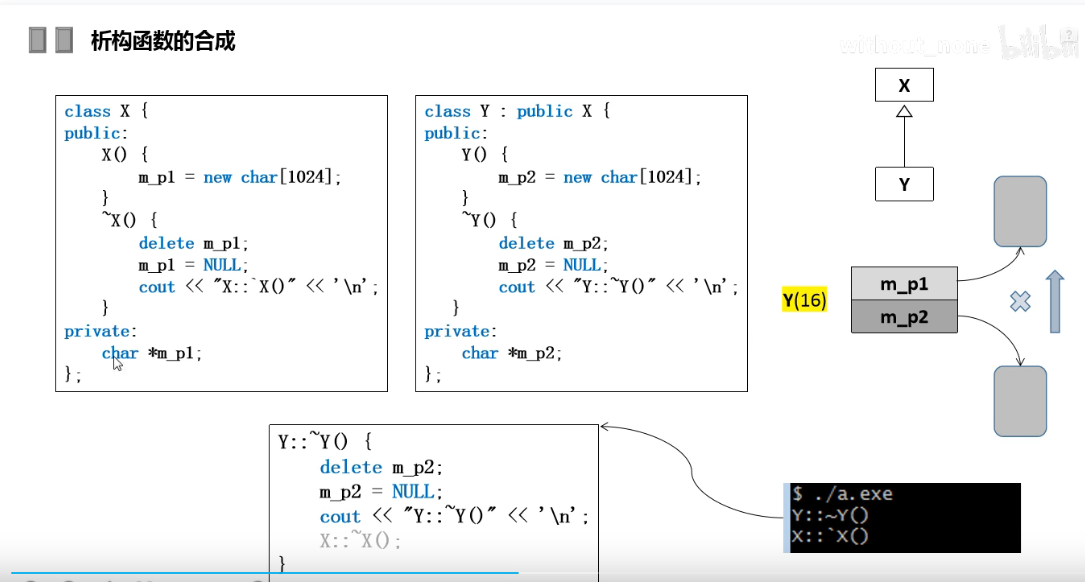 析构函数的合成
without_none bilibili
class X {
public:
X() {
m_p1 = new char[1024];
}
~X() {
delete m_p1;
m_p1 = NULL;
cout << "X::`X()" << '\n';
}
private:
char *m_p1;
};
class Y : public X {
public:
Y() {
m_p2 = new char[1024];
}
~Y() {
delete m_p2;
m_p2 = NULL;
cout << "Y::~Y()" << '\n';
}
private:
char *m_p2;
};
X
Y
Y(16)
m_p1
m_p2
Y::~Y() {
delete m_p2;
m_p2 = NULL;
cout << "Y::~Y()" << '\n';
X::~X();
}
$ ./a.exe
Y::~Y()
X::`X()